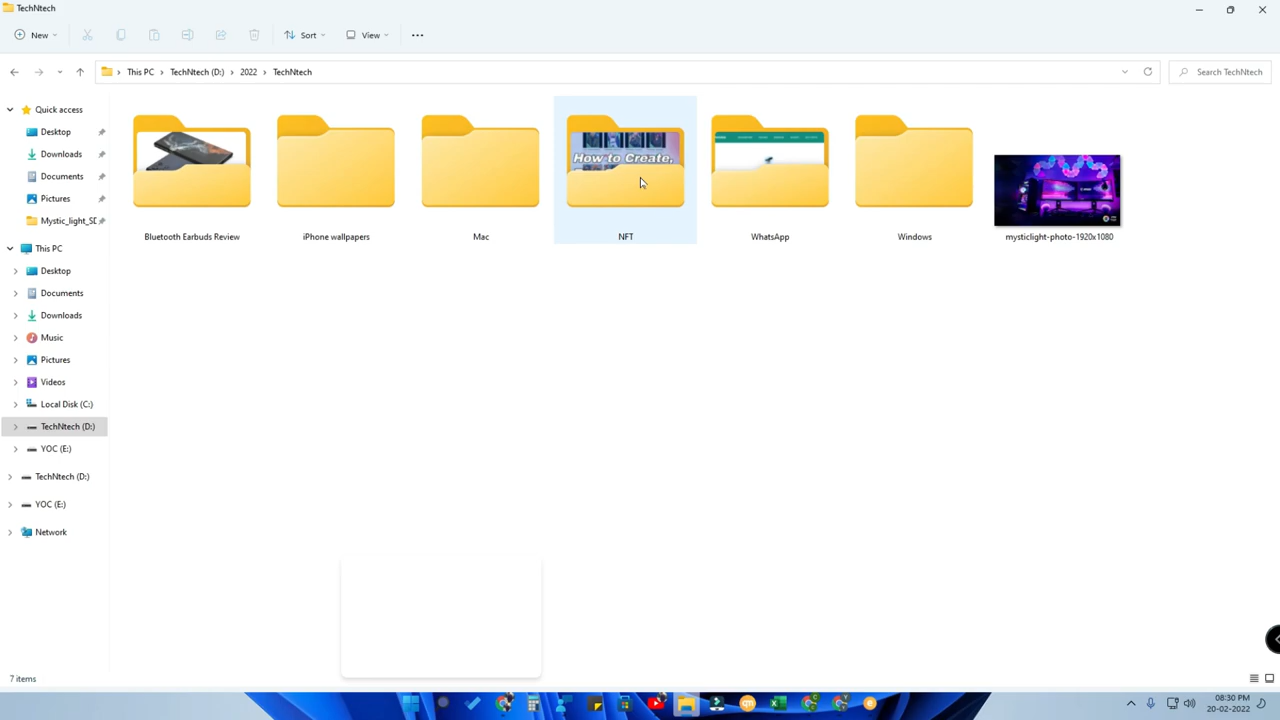 TechNtech
New
Sort
View
This PC
TechNtech (D:)
2022
TechNtech
Search TechNtech
Quick access
Desktop
Downloads
Documents
Pictures
Mystic_light_SD
This PC
Desktop
Documents
Downloads
Music
Pictures
Videos
Local Disk (C:)
TechNtech (D:)
YOC (E:)
TechNtech (D:)
YOC (E:)
Network
How to Create,
Bluetooth Earbuds Review
iPhone wallpapers
Mac
NFT
WhatsApp
Windows
mysticlight-photo-1920x1080
7 items
08:30 PM
20-02-2022